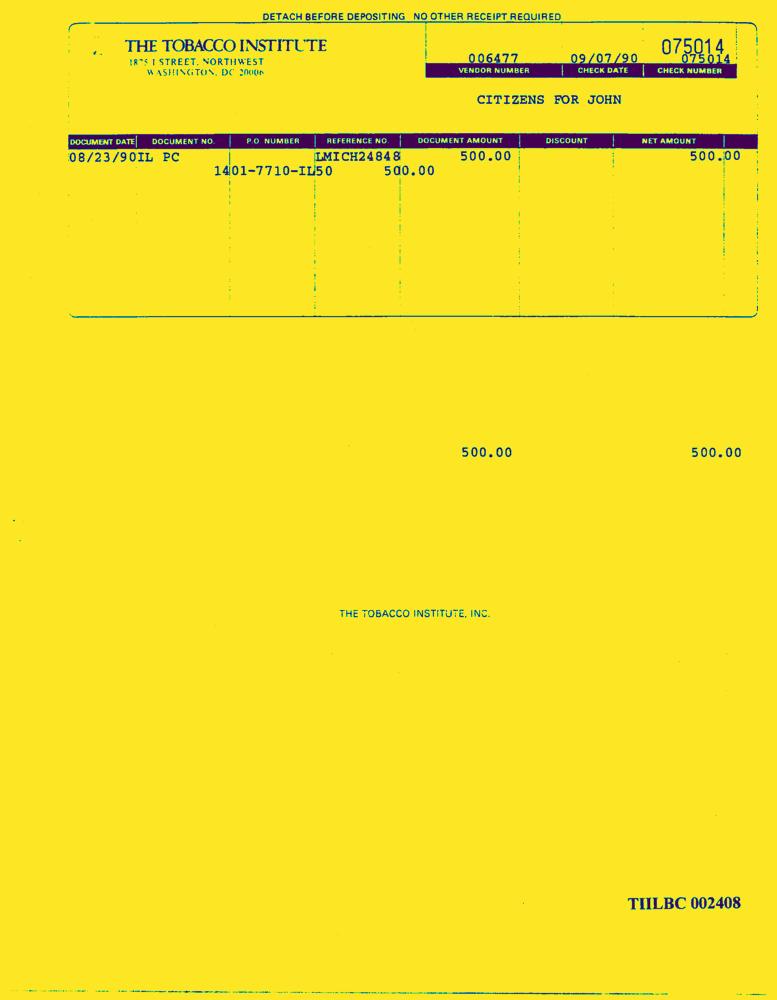 DETACH BEFORE DEPOSITING NO OTHER RECEIPT REQUIRED
THE TOBACCO INSTITUTE
1875 I STREET, NORTHWEST
WASHINGTON, DC 20006
075014
006477 09/07/90 075014
VENDOR NUMBER CHECK DATE CHECK NUMBER
CITIZENS FOR JOHN
DOCUMENT DATE DOCUMENT NO. P.O. NUMBER REFERENCE NO. DOCUMENT AMOUNT DISCOUNT NET AMOUNT
08/23/90IL PC LMICH24848 500.00 500.00
1401-7710-IL50 500.00
500.00 500.00
THE TOBACCO INSTITUTE, INC.
TIILBC 002408